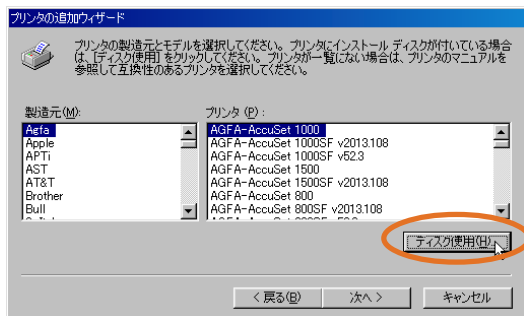 プリンタの追加ウィザード
プリンタの製造元とモデルを選択してください。プリンタにインストール ディスクが付いている場合
は、[ディスク使用] をクリックしてください。プリンタが一覧にない場合は、プリンタのマニュアルを
参照して互換性のあるプリンタを選択してください。
製造元(M):
プリンタ (P) :
Agfa
Apple
APTi
AST
AT&T
Brother
Bull
AGFA-AccuSet 1000
AGFA-AccuSet 1000SF v2013.108
AGFA-AccuSet 1000SF v52.3
AGFA-AccuSet 1500
AGFA-AccuSet 1500SF v2013.108
AGFA-AccuSet 800
AGFA-AccuSet 800SF v2013.108
ディスク使用(H)...
< 戻る(B)
次へ >
キャンセル